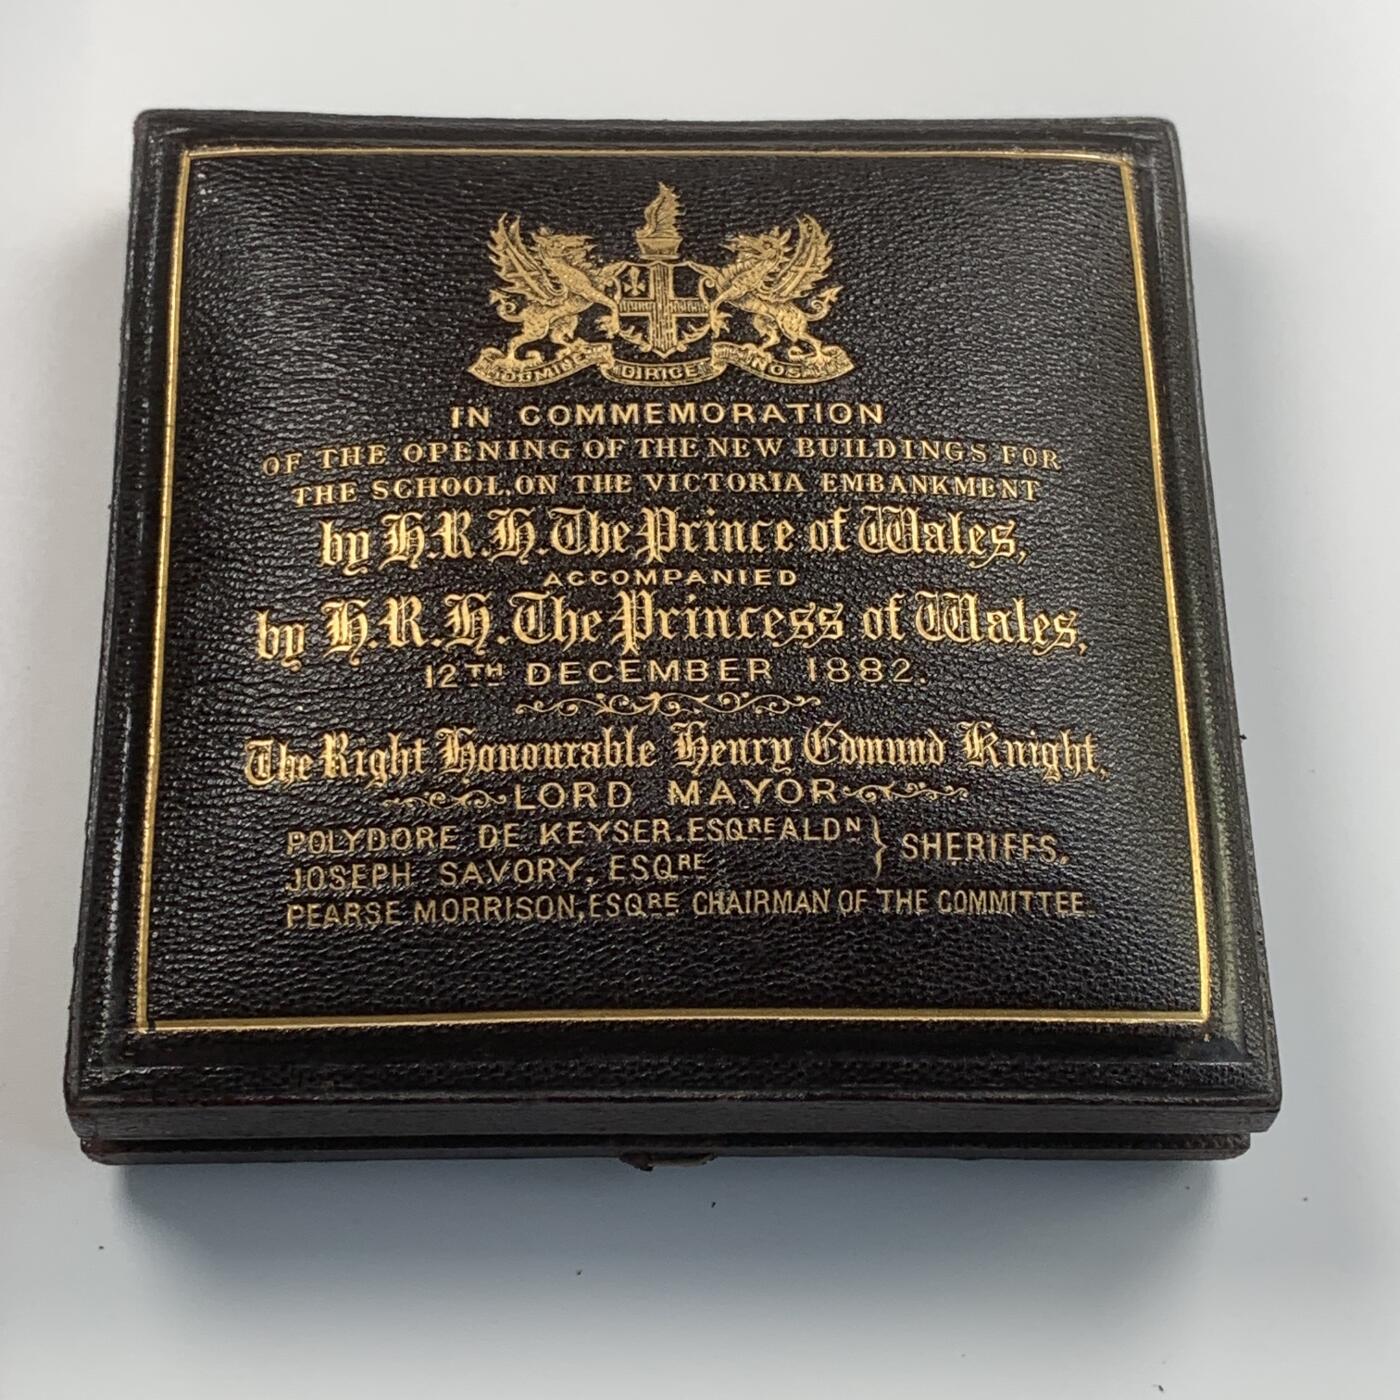 DOMINE DIRIGE NOS
IN COMMEMORATION
OF THE OPENING OF THE NEW BUILDINGS FOR
THE SCHOOL, ON THE VICTORIA EMBANKMENT
by H.R.H. The Prince of Wales,
ACCOMPANIED
by H.R.H. The Princess of Wales,
12TH DECEMBER 1882.
The Right Honourable Henry Edmund Knight,
LORD MAYOR
POLYDORE DE KEYSER. ESQRE ALDN } SHERIFFS.
JOSEPH SAVORY, ESQRE
PEARSE MORRISON, ESQRE CHAIRMAN OF THE COMMITTEE.